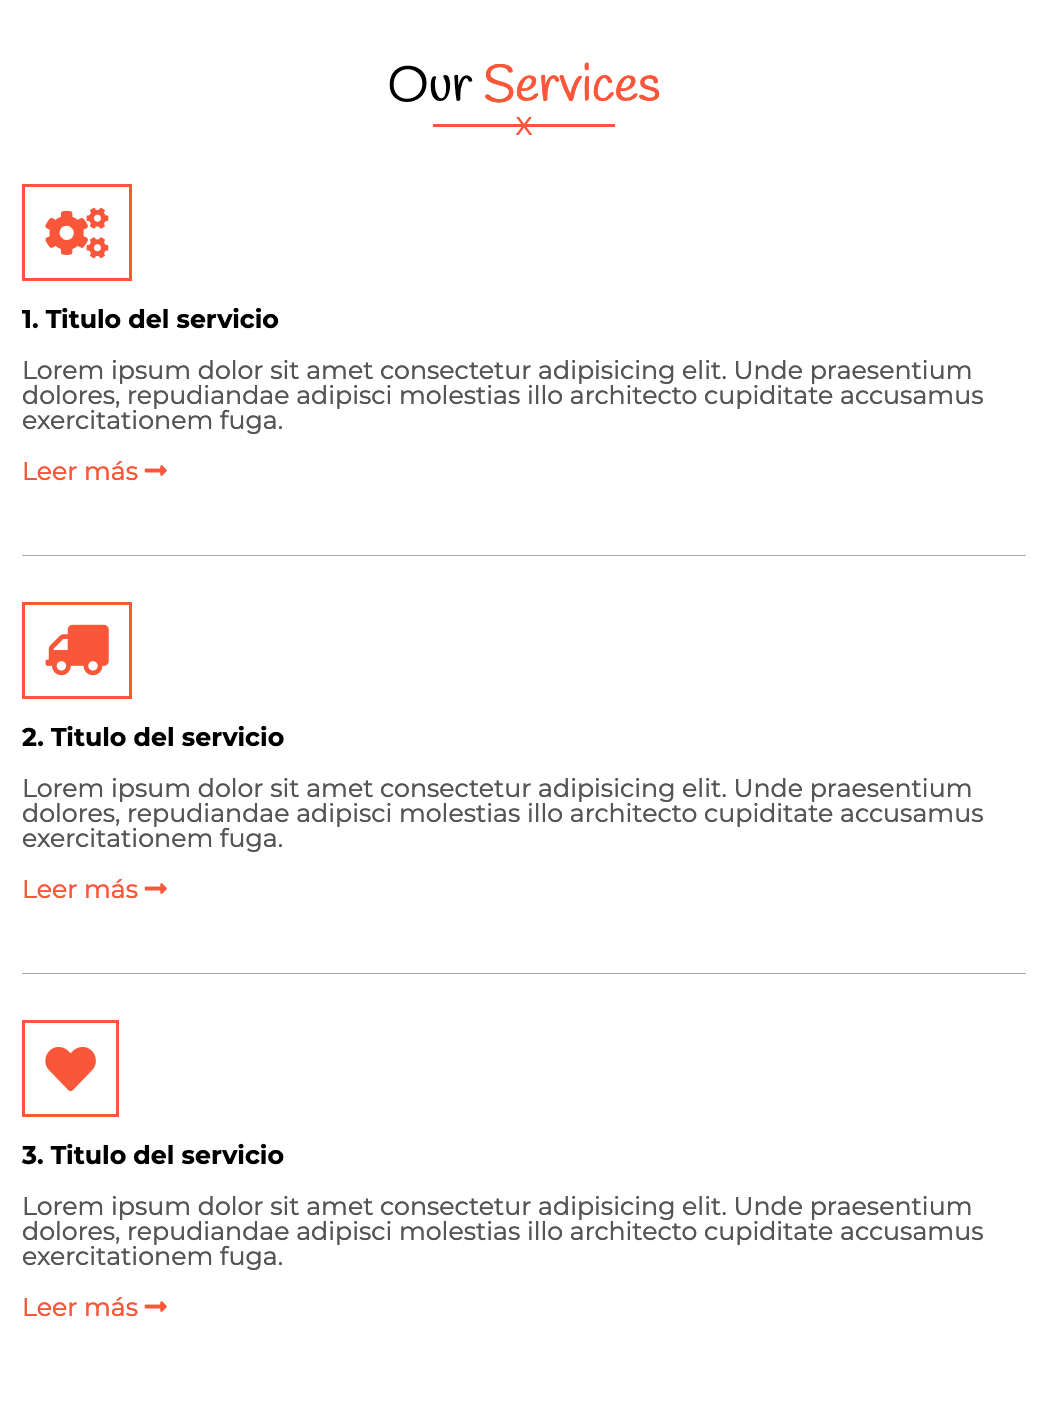 Our Services
X
1. Titulo del servicio
Lorem ipsum dolor sit amet consectetur adipisicing elit. Unde praesentium
dolores, repudiandae adipisci molestias illo architecto cupiditate accusamus
exercitationem fuga.
Leer más
2. Titulo del servicio
Lorem ipsum dolor sit amet consectetur adipisicing elit. Unde praesentium
dolores, repudiandae adipisci molestias illo architecto cupiditate accusamus
exercitationem fuga.
Leer más
3. Titulo del servicio
Lorem ipsum dolor sit amet consectetur adipisicing elit. Unde praesentium
dolores, repudiandae adipisci molestias illo architecto cupiditate accusamus
exercitationem fuga.
Leer más